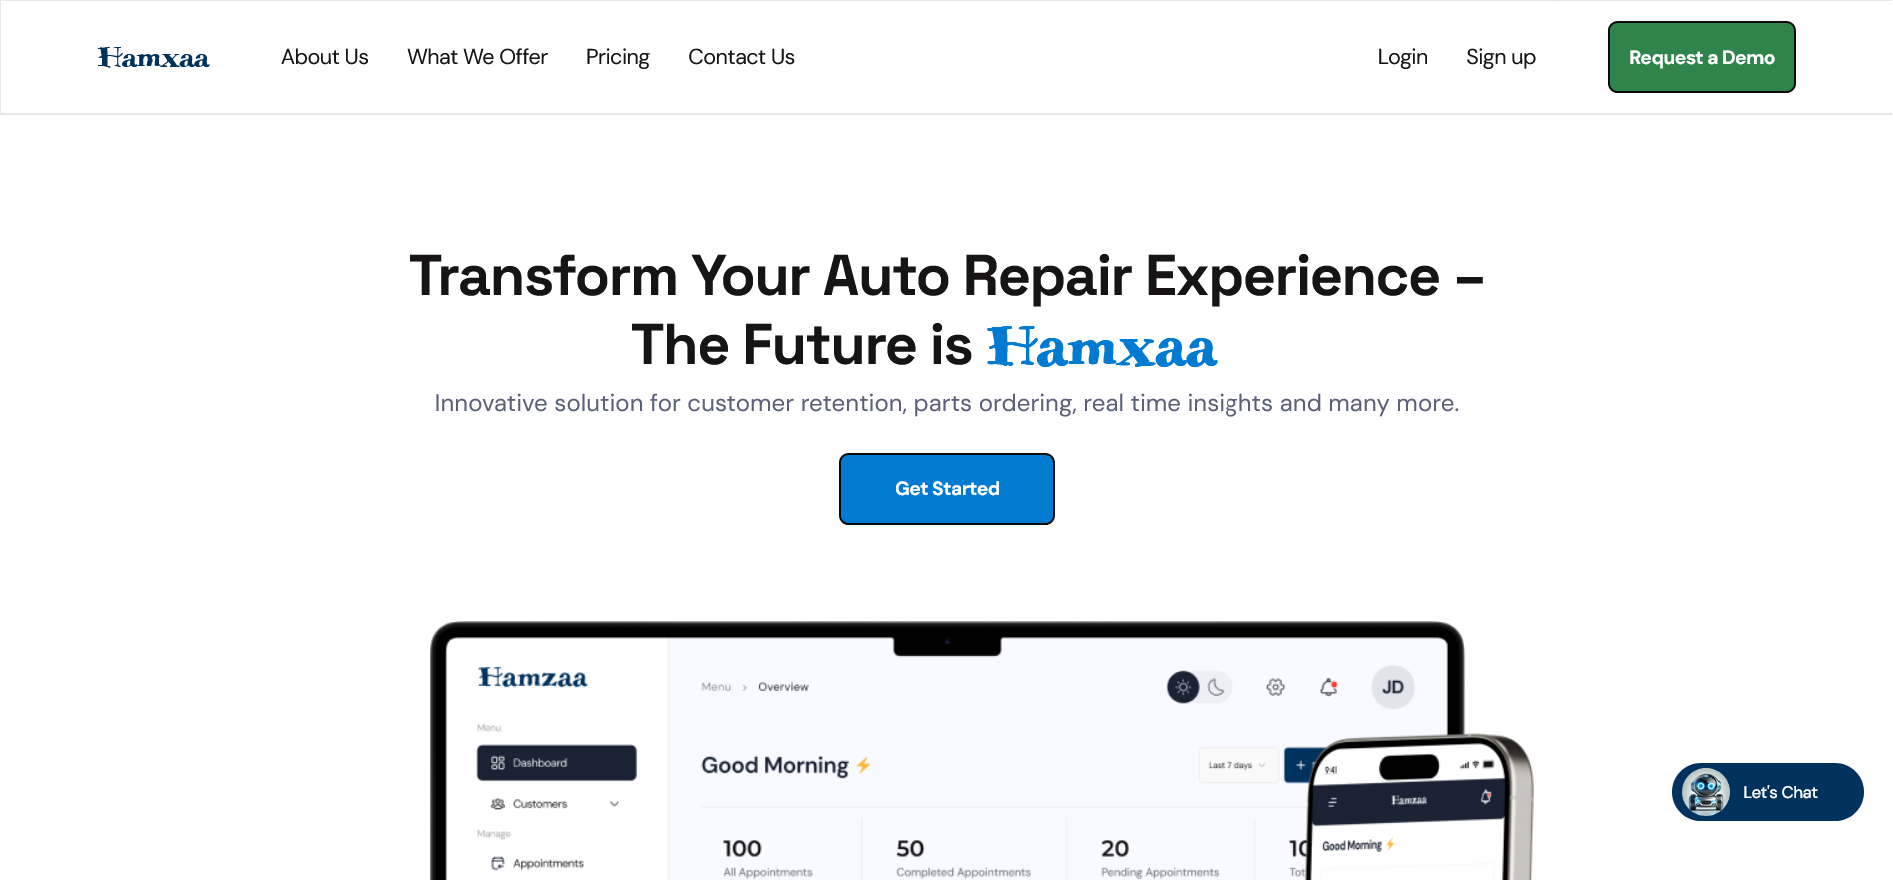 Hamxaa
About Us
What We Offer
Pricing
Contact Us
Login
Sign up
Request a Demo
Transform Your Auto Repair Experience –
The Future is Hamxaa
Innovative solution for customer retention, parts ordering, real time insights and many more.
Get Started
Hamzaa
Menu > Overview
JD
Menu
Dashboard
Good Morning
Last 7 days
9:41
Hamzaa
Customers
Manage
Good Morning
Appointments
100
50
20
All Appointments
Completed Appointments
Pending Appointments
Let's Chat